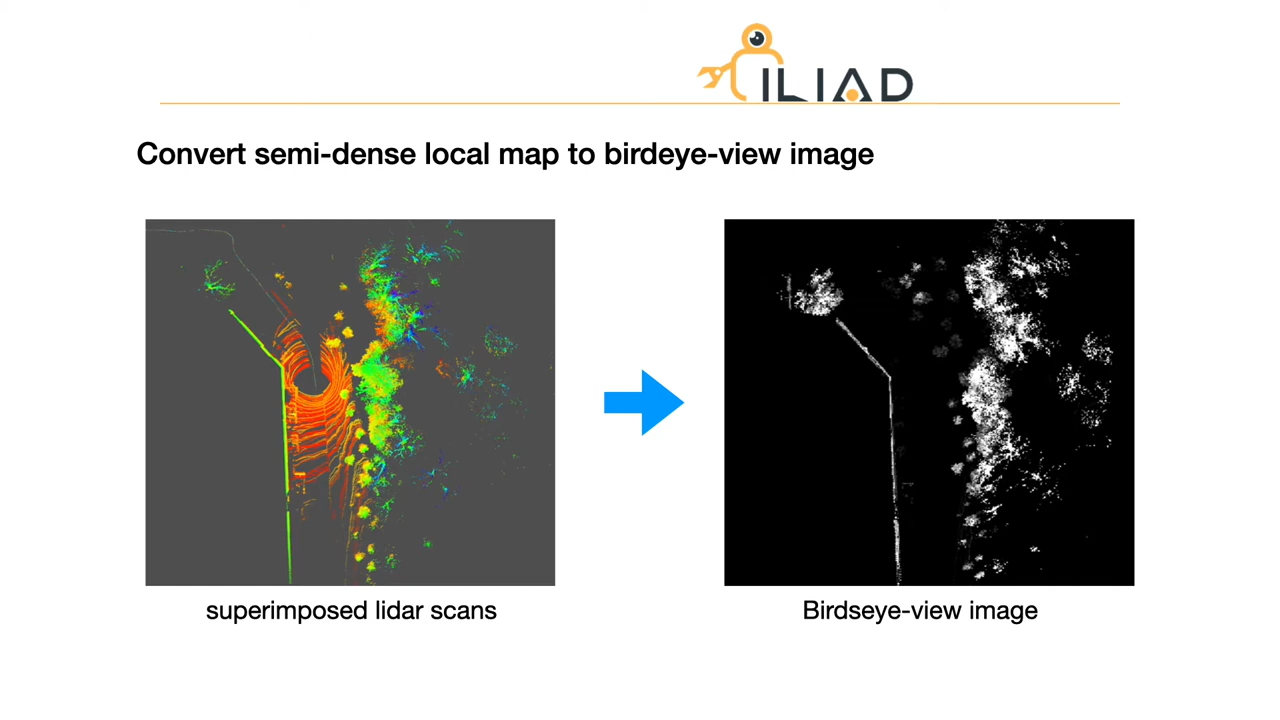 ILIAD
Convert semi-dense local map to birdeye-view image
superimposed lidar scans
Birdseye-view image